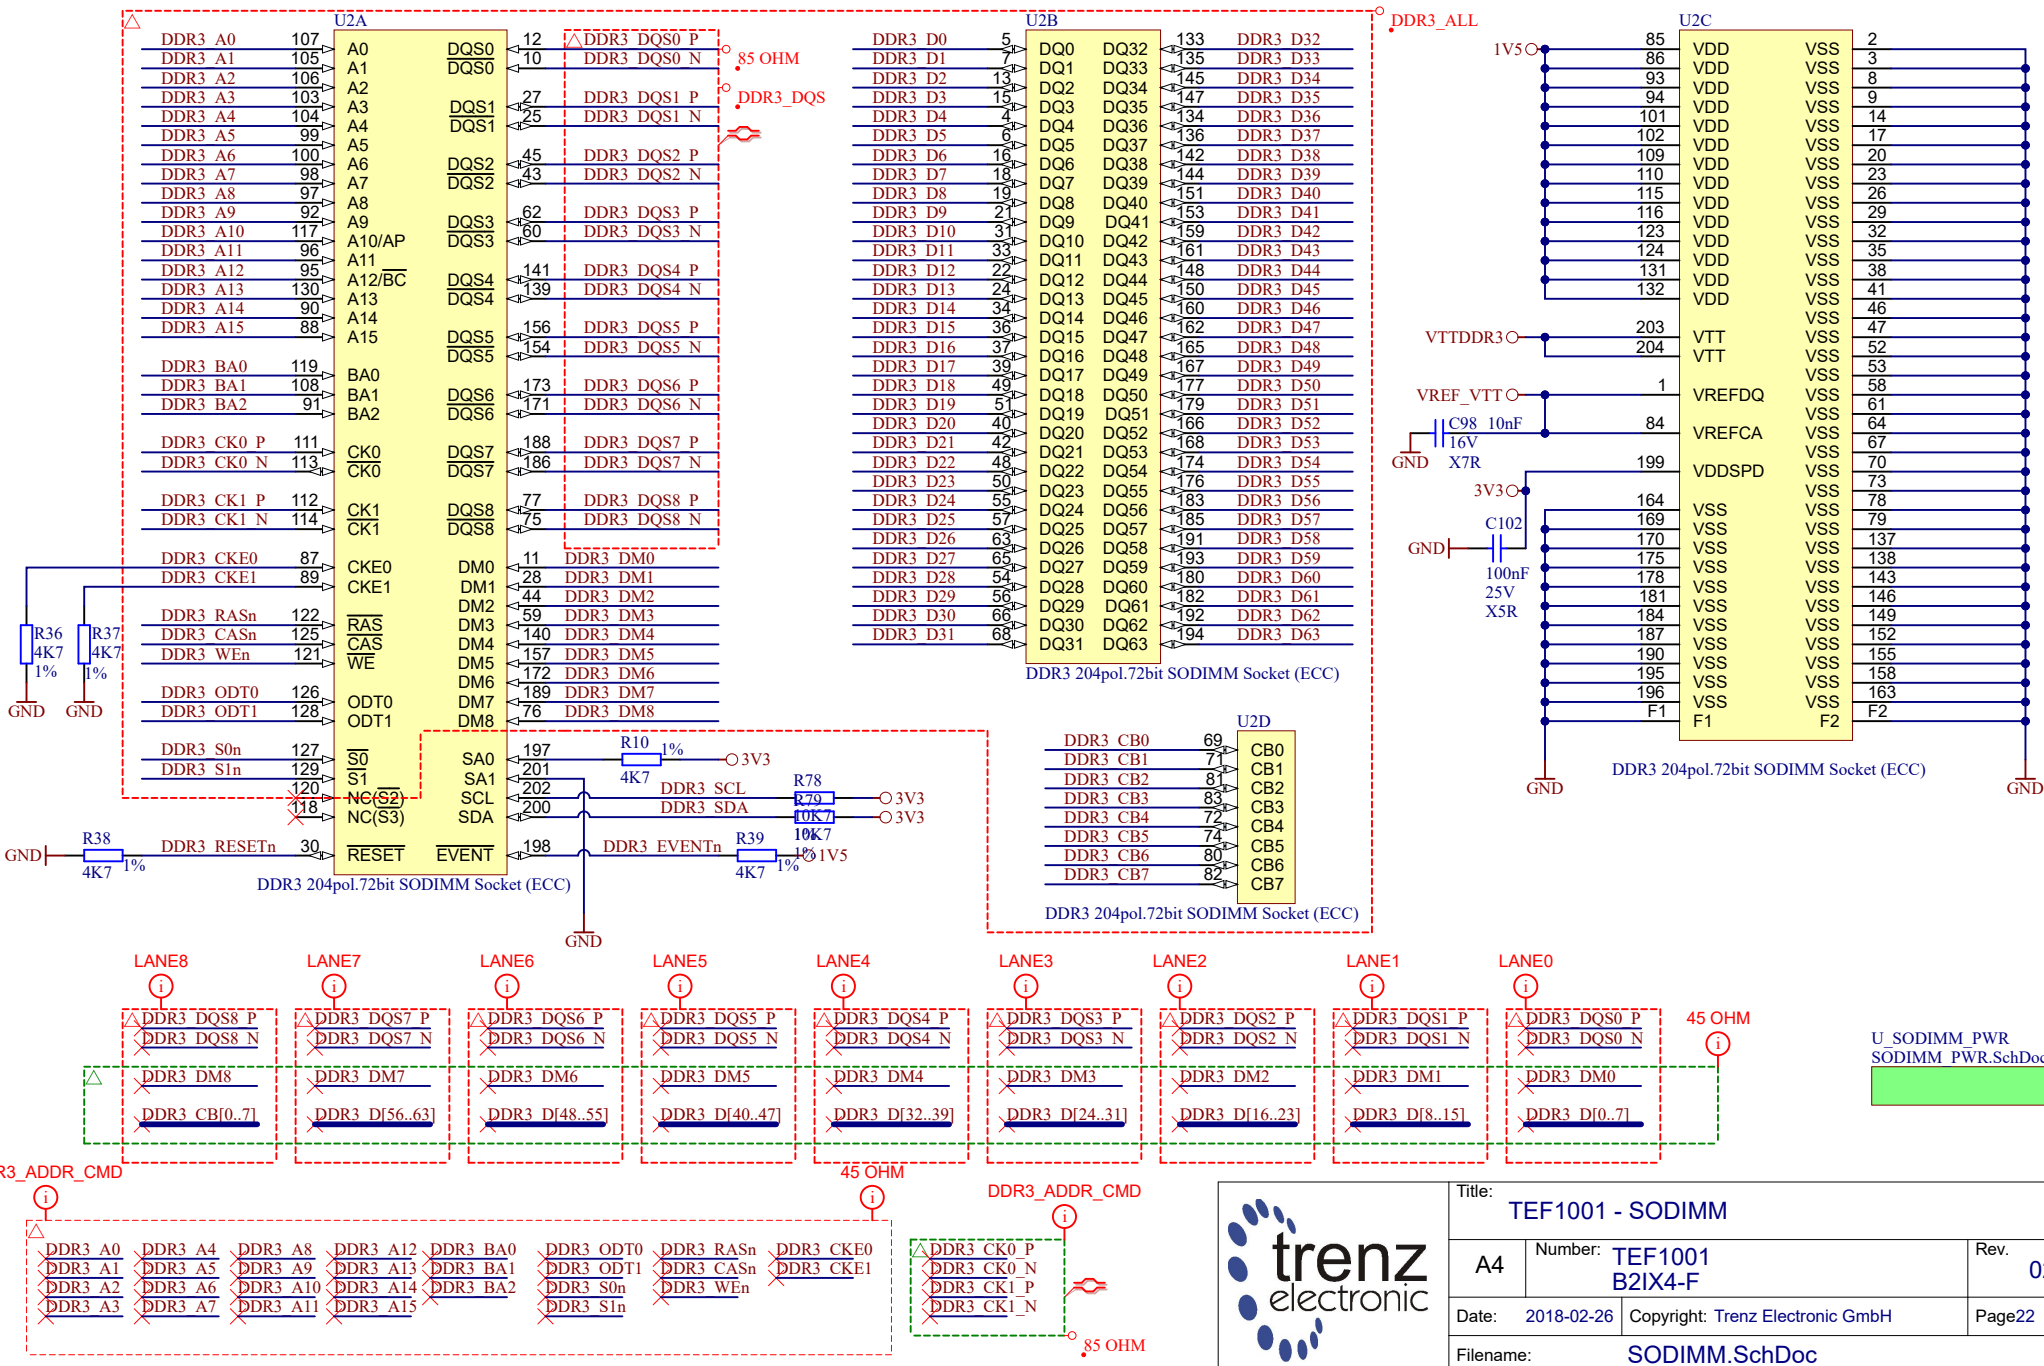 U2A
DDR3_A0 107 A0
DDR3_A1 105 A1
DDR3_A2 106 A2
DDR3_A3 103 A3
DDR3_A4 104 A4
DDR3_A5 99 A5
DDR3_A6 100 A6
DDR3_A7 98 A7
DDR3_A8 97 A8
DDR3_A9 92 A9
DDR3_A10 117 A10/AP
DDR3_A11 96 A11
DDR3_A12 95 A12/BC
DDR3_A13 130 A13
DDR3_A14 90 A14
DDR3_A15 88 A15
DDR3_BA0 119 BA0
DDR3_BA1 108 BA1
DDR3_BA2 91 BA2
DDR3_CK0_P 111 CK0
DDR3_CK0_N 113 CK0
DDR3_CK1_P 112 CK1
DDR3_CK1_N 114 CK1
DDR3_CKE0 87 CKE0
DDR3_CKE1 89 CKE1
R36 4K7 1% GND
R37 4K7 1% GND
DDR3_RASn 122 RAS
DDR3_CASn 125 CAS
DDR3_WEn 121 WE
DDR3_ODT0 126 ODT0
DDR3_ODT1 128 ODT1
DDR3_S0n 127 S0
DDR3_S1n 129 S1
120 NC(S2)
118 NC(S3)
GND R38 4K7 1% DDR3_RESETn 30 RESET
DQS0 12 DDR3_DQS0_P
DQS0 10 DDR3_DQS0_N
DQS1 27 DDR3_DQS1_P
DQS1 25 DDR3_DQS1_N
DQS2 45 DDR3_DQS2_P
DQS2 43 DDR3_DQS2_N
DQS3 62 DDR3_DQS3_P
DQS3 60 DDR3_DQS3_N
DQS4 141 DDR3_DQS4_P
DQS4 139 DDR3_DQS4_N
DQS5 156 DDR3_DQS5_P
DQS5 154 DDR3_DQS5_N
DQS6 173 DDR3_DQS6_P
DQS6 171 DDR3_DQS6_N
DQS7 188 DDR3_DQS7_P
DQS7 186 DDR3_DQS7_N
DQS8 77 DDR3_DQS8_P
DQS8 75 DDR3_DQS8_N
85 OHM
DDR3_DQS
DM0 11 DDR3_DM0
DM1 28 DDR3_DM1
DM2 44 DDR3_DM2
DM3 59 DDR3_DM3
DM4 140 DDR3_DM4
DM5 157 DDR3_DM5
DM6 172 DDR3_DM6
DM7 189 DDR3_DM7
DM8 76 DDR3_DM8
SA0 197 R10 4K7 1% 3V3
SA1 201 GND
SCL 202 DDR3_SCL R78 10K7 1% 3V3
SDA 200 DDR3_SDA R79 10K7 1% 3V3
EVENT 198 DDR3_EVENTn R39 4K7 1% 1V5
DDR3 204pol.72bit SODIMM Socket (ECC)
U2B
DDR3_D0 5 DQ0 DQ32 133 DDR3_D32
DDR3_D1 7 DQ1 DQ33 135 DDR3_D33
DDR3_D2 13 DQ2 DQ34 145 DDR3_D34
DDR3_D3 15 DQ3 DQ35 147 DDR3_D35
DDR3_D4 4 DQ4 DQ36 134 DDR3_D36
DDR3_D5 6 DQ5 DQ37 136 DDR3_D37
DDR3_D6 16 DQ6 DQ38 142 DDR3_D38
DDR3_D7 18 DQ7 DQ39 144 DDR3_D39
DDR3_D8 19 DQ8 DQ40 151 DDR3_D40
DDR3_D9 21 DQ9 DQ41 153 DDR3_D41
DDR3_D10 31 DQ10 DQ42 159 DDR3_D42
DDR3_D11 33 DQ11 DQ43 161 DDR3_D43
DDR3_D12 22 DQ12 DQ44 148 DDR3_D44
DDR3_D13 24 DQ13 DQ45 150 DDR3_D45
DDR3_D14 34 DQ14 DQ46 160 DDR3_D46
DDR3_D15 36 DQ15 DQ47 162 DDR3_D47
DDR3_D16 37 DQ16 DQ48 165 DDR3_D48
DDR3_D17 39 DQ17 DQ49 167 DDR3_D49
DDR3_D18 49 DQ18 DQ50 177 DDR3_D50
DDR3_D19 51 DQ19 DQ51 179 DDR3_D51
DDR3_D20 40 DQ20 DQ52 166 DDR3_D52
DDR3_D21 42 DQ21 DQ53 168 DDR3_D53
DDR3_D22 48 DQ22 DQ54 174 DDR3_D54
DDR3_D23 50 DQ23 DQ55 176 DDR3_D55
DDR3_D24 55 DQ24 DQ56 183 DDR3_D56
DDR3_D25 57 DQ25 DQ57 185 DDR3_D57
DDR3_D26 63 DQ26 DQ58 191 DDR3_D58
DDR3_D27 65 DQ27 DQ59 193 DDR3_D59
DDR3_D28 54 DQ28 DQ60 180 DDR3_D60
DDR3_D29 56 DQ29 DQ61 182 DDR3_D61
DDR3_D30 66 DQ30 DQ62 192 DDR3_D62
DDR3_D31 68 DQ31 DQ63 194 DDR3_D63
DDR3 204pol.72bit SODIMM Socket (ECC)
DDR3_ALL
U2D
DDR3_CB0 69 CB0
DDR3_CB1 71 CB1
DDR3_CB2 81 CB2
DDR3_CB3 83 CB3
DDR3_CB4 72 CB4
DDR3_CB5 74 CB5
DDR3_CB6 80 CB6
DDR3_CB7 82 CB7
DDR3 204pol.72bit SODIMM Socket (ECC)
U2C
1V5 85 VDD VSS 2
86 VDD VSS 3
93 VDD VSS 8
94 VDD VSS 9
101 VDD VSS 14
102 VDD VSS 17
109 VDD VSS 20
110 VDD VSS 23
115 VDD VSS 26
116 VDD VSS 29
123 VDD VSS 32
124 VDD VSS 35
131 VDD VSS 38
132 VDD VSS 41
VSS 46
VTTDDR3 203 VTT VSS 47
204 VTT VSS 52
VSS 53
VREF_VTT 1 VREFDQ VSS 58
VSS 61
GND C98 10nF 16V X7R 84 VREFCA VSS 64
VSS 67
3V3 199 VDDSPD VSS 70
VSS 73
164 VSS VSS 78
169 VSS VSS 79
170 VSS VSS 137
175 VSS VSS 138
178 VSS VSS 143
181 VSS VSS 146
184 VSS VSS 149
187 VSS VSS 152
190 VSS VSS 155
195 VSS VSS 158
196 VSS VSS 163
F1 F1 F2 F2
GND C102 100nF 25V X5R
GND GND
DDR3 204pol.72bit SODIMM Socket (ECC)
LANE8 LANE7 LANE6 LANE5 LANE4 LANE3 LANE2 LANE1 LANE0
i i i i i i i i i
DDR3_DQS8_P DDR3_DQS7_P DDR3_DQS6_P DDR3_DQS5_P DDR3_DQS4_P DDR3_DQS3_P DDR3_DQS2_P DDR3_DQS1_P DDR3_DQS0_P
DDR3_DQS8_N DDR3_DQS7_N DDR3_DQS6_N DDR3_DQS5_N DDR3_DQS4_N DDR3_DQS3_N DDR3_DQS2_N DDR3_DQS1_N DDR3_DQS0_N
45 OHM
i
DDR3_DM8 DDR3_DM7 DDR3_DM6 DDR3_DM5 DDR3_DM4 DDR3_DM3 DDR3_DM2 DDR3_DM1 DDR3_DM0
DDR3_CB[0..7] DDR3_D[56..63] DDR3_D[48..55] DDR3_D[40..47] DDR3_D[32..39] DDR3_D[24..31] DDR3_D[16..23] DDR3_D[8..15] DDR3_D[0..7]
U_SODIMM_PWR
SODIMM_PWR.SchDoc
R3_ADDR_CMD 45 OHM
i i
DDR3_A0 DDR3_A4 DDR3_A8 DDR3_A12 DDR3_BA0 DDR3_ODT0 DDR3_RASn DDR3_CKE0
DDR3_A1 DDR3_A5 DDR3_A9 DDR3_A13 DDR3_BA1 DDR3_ODT1 DDR3_CASn DDR3_CKE1
DDR3_A2 DDR3_A6 DDR3_A10 DDR3_A14 DDR3_BA2 DDR3_S0n DDR3_WEn
DDR3_A3 DDR3_A7 DDR3_A11 DDR3_A15 DDR3_S1n
DDR3_ADDR_CMD
i
DDR3_CK0_P
DDR3_CK0_N
DDR3_CK1_P
DDR3_CK1_N
85 OHM
trenz
electronic
Title:
TEF1001 - SODIMM
A4 Number: TEF1001 Rev.
B2IX4-F
Date: 2018-02-26 Copyright: Trenz Electronic GmbH Page22
Filename: SODIMM.SchDoc